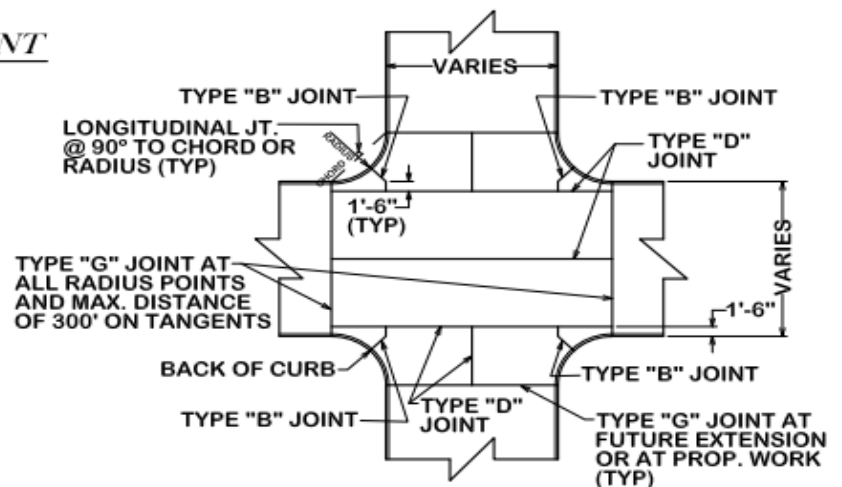 NT
VARIES
TYPE "B" JOINT
TYPE "B" JOINT
LONGITUDINAL JT.
@ 90° TO CHORD OR
RADIUS (TYP)
RADIUS
CHORD
TYPE "D"
JOINT
1'-6"
(TYP)
VARIES
TYPE "G" JOINT AT
ALL RADIUS POINTS
AND MAX. DISTANCE
OF 300' ON TANGENTS
1'-6"
BACK OF CURB
TYPE "B" JOINT
TYPE "B" JOINT
TYPE "D"
JOINT
TYPE "G" JOINT AT
FUTURE EXTENSION
OR AT PROP. WORK
(TYP)